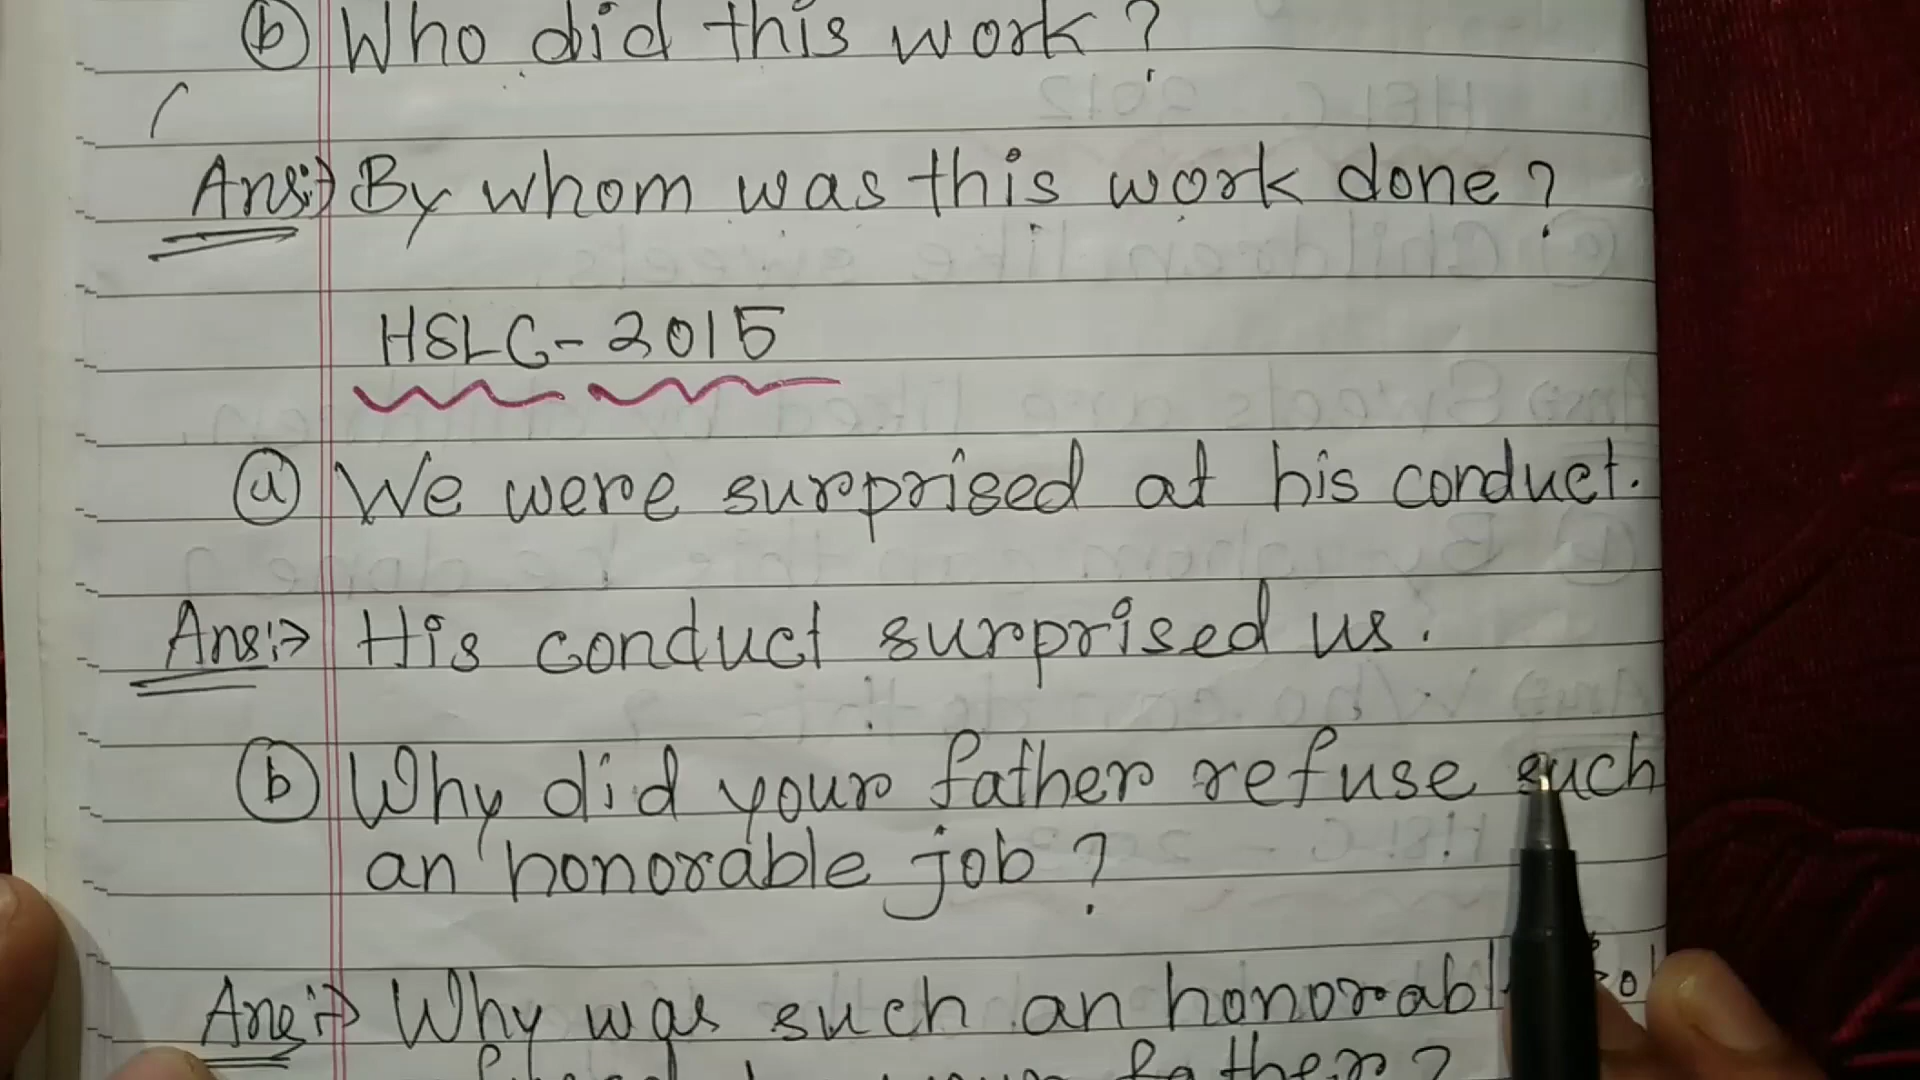 (b) Who did this work?
Ans:→ By whom was this work done?
HSLC-2015
(a) We were surprised at his conduct.
Ans:→ His conduct surprised us.
(b) Why did your father refuse such
an honorable job?
Ans:→ Why was such an honorabl
father?